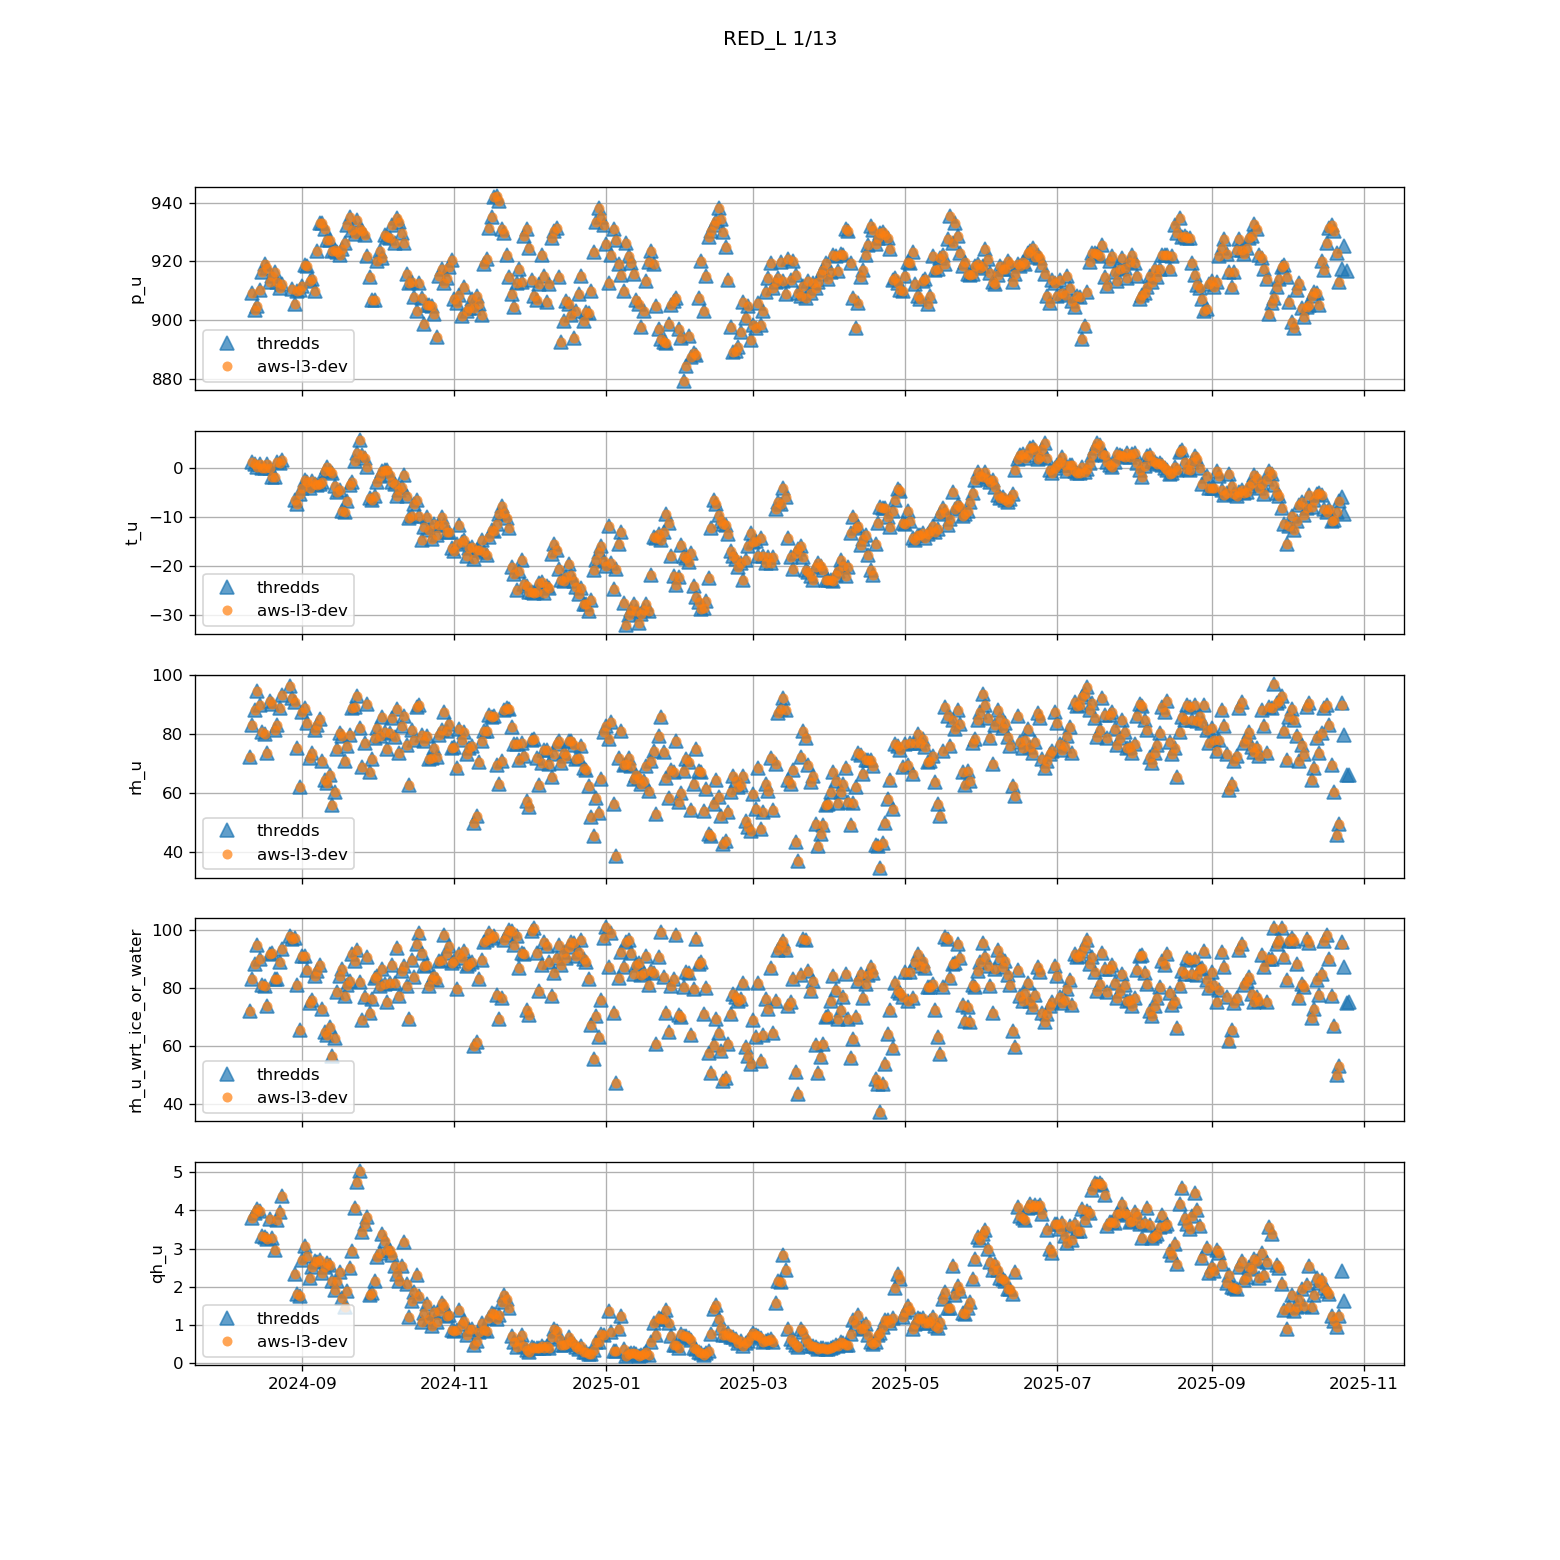 RED_L 1/13
940
920
900
880
p_u
thredds
aws-l3-dev
0
−10
−20
−30
t_u
thredds
aws-l3-dev
100
80
60
40
rh_u
thredds
aws-l3-dev
100
80
60
40
rh_u_wrt_ice_or_water
thredds
aws-l3-dev
5
4
3
2
1
0
qh_u
thredds
aws-l3-dev
2024-09 2024-11 2025-01 2025-03 2025-05 2025-07 2025-09 2025-11